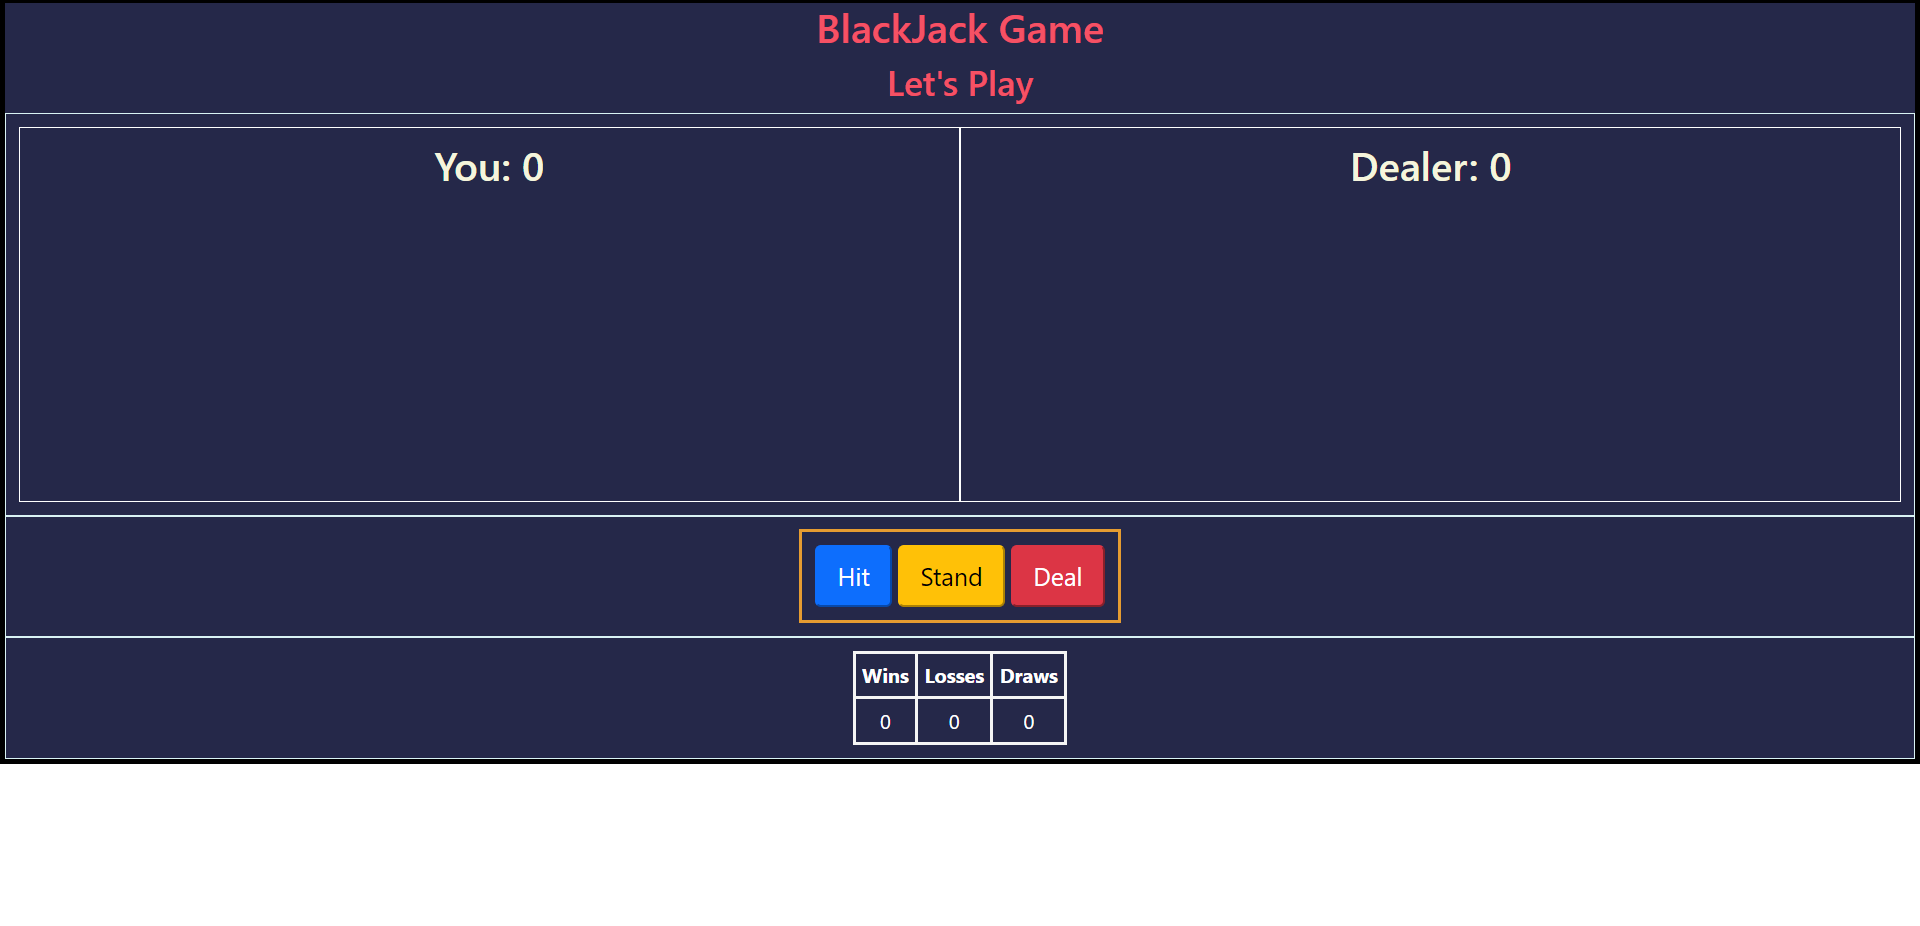 BlackJack Game
Let's Play
You: 0
Dealer: 0
Hit Stand Deal
Wins Losses Draws
0 0 0